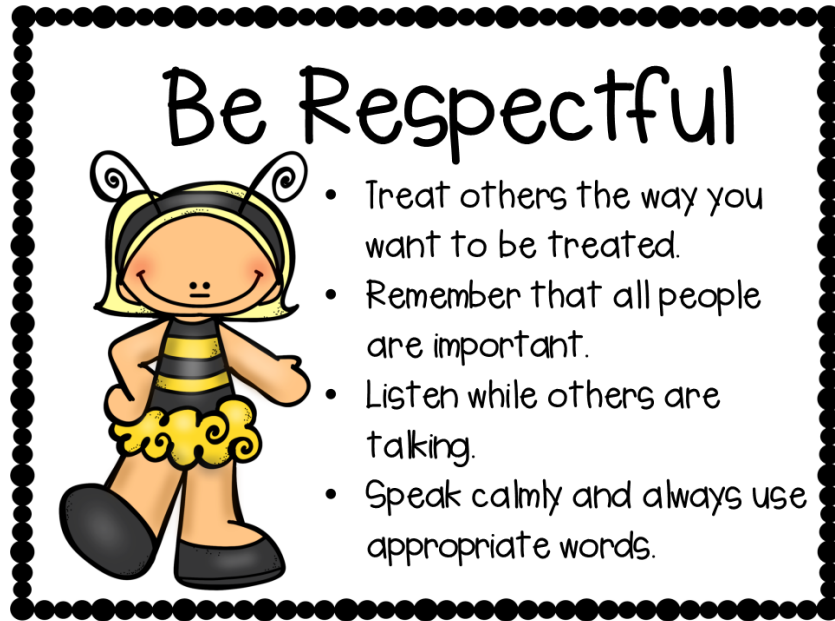 Be Respectful
• Treat others the way you
want to be treated.
• Remember that all people
are important.
• Listen while others are
talking.
• Speak calmly and always use
appropriate words.